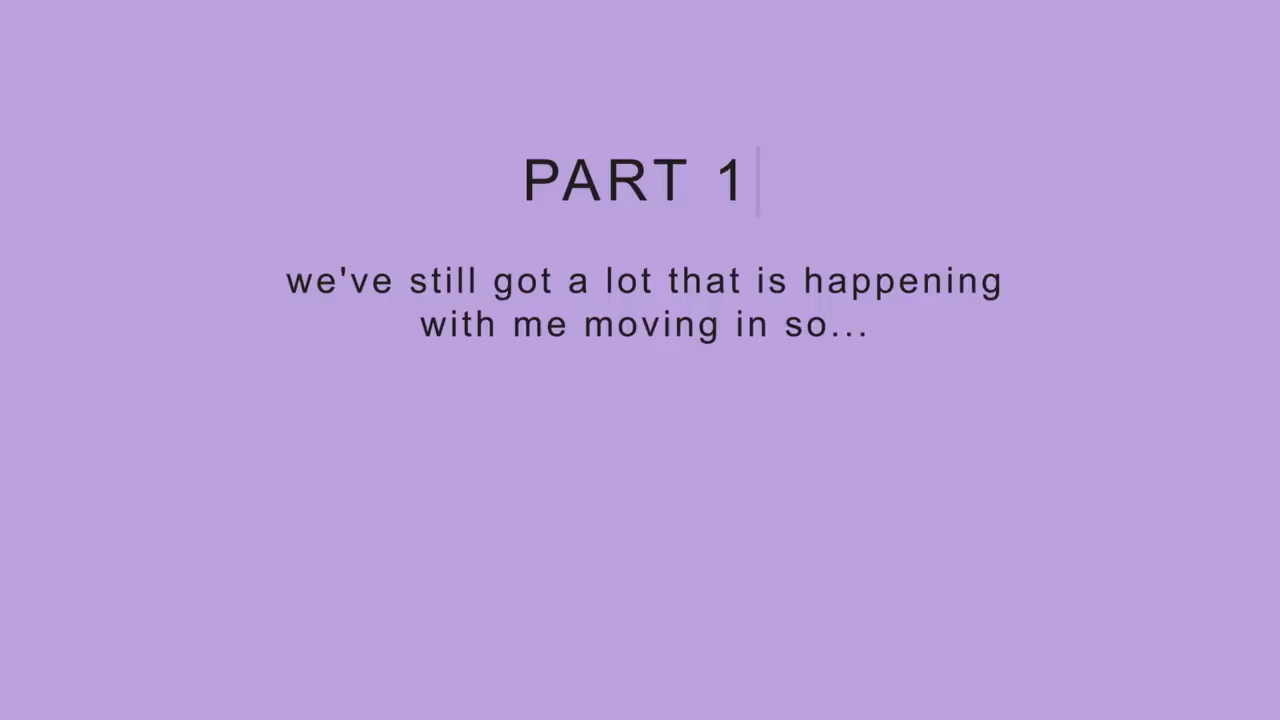 PART 1
we've still got a lot that is happening
with me moving in so...